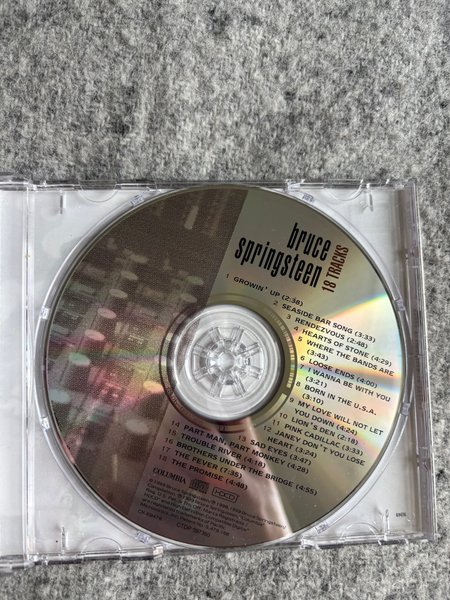 bruce
springsteen
18 TRACKS
1 GROWIN' UP (2:38)
2 SEASIDE BAR SONG (3:33)
3 RENDEZVOUS (2:48)
4 HEARTS OF STONE (4:29)
5 WHERE THE BANDS ARE
(3:43)
6 LOOSE ENDS (4:00)
7 I WANNA BE WITH YOU
(3:21)
8 BORN IN THE U.S.A.
(3:10)
9 MY LOVE WILL NOT LET
YOU DOWN (4:24)
10 LION'S DEN (2:18)
11 PINK CADILLAC (3:33)
12 JANEY DON'T YOU LOSE
HEART (3:24)
13 SAD EYES (3:47)
14 PART MAN, PART MONKEY (4:28)
15 TROUBLE RIVER (4:18)
16 BROTHERS UNDER THE BRIDGE (4:55)
17 THE FEVER (7:35)
18 THE PROMISE (4:48)
COLUMBIA
HDCD